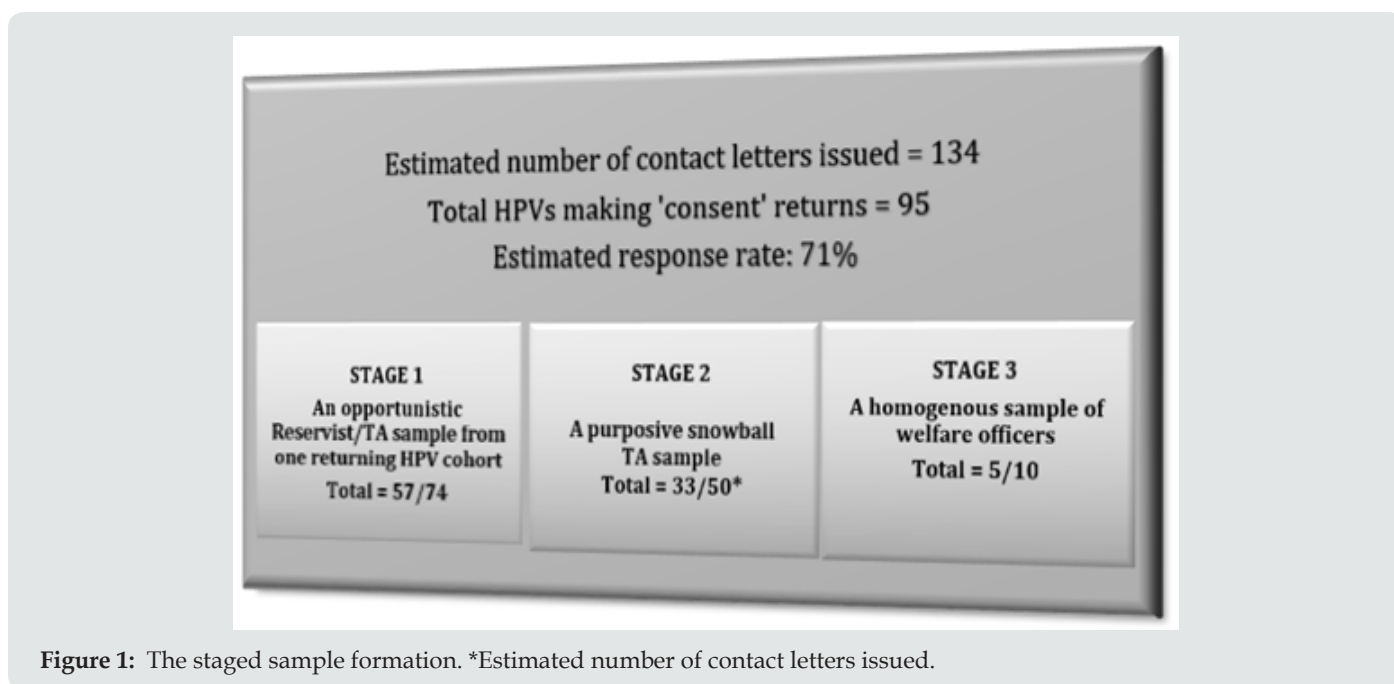 Estimated number of contact letters issued = 134
Total HPVs making 'consent' returns = 95
Estimated response rate: 71%
STAGE 1
An opportunistic
Reservist/TA sample from
one returning HPV cohort
Total = 57/74
STAGE 2
A purposive snowball
TA sample
Total = 33/50*
STAGE 3
A homogenous sample of
welfare officers
Total = 5/10
Figure 1: The staged sample formation. *Estimated number of contact letters issued.